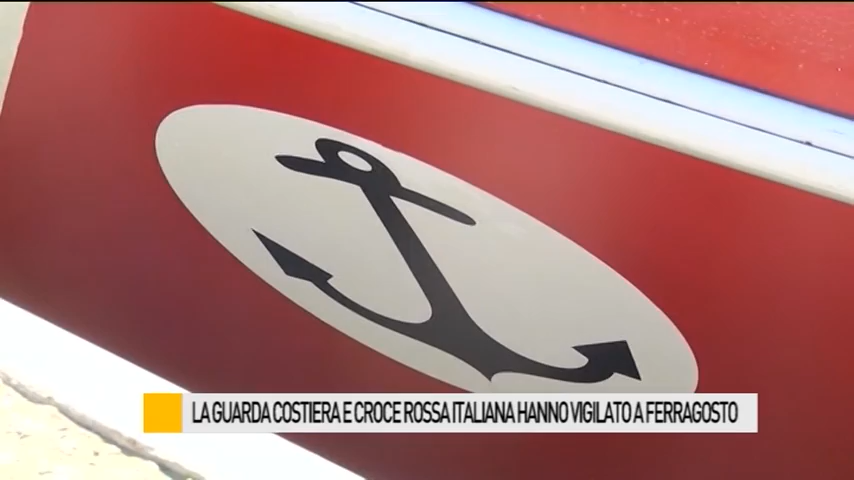 LA GUARDA COSTIERA E CROCE ROSSA ITALIANA HANNO VIGILATO A FERRAGOSTO